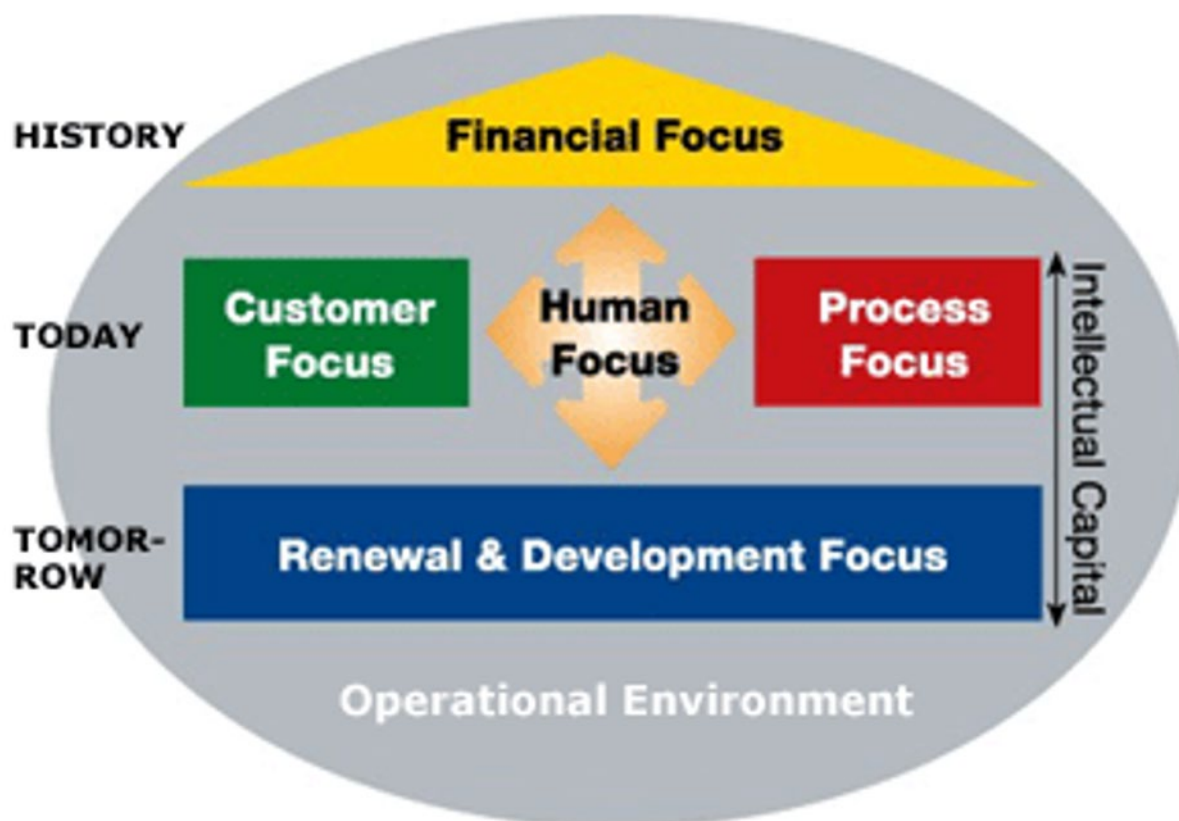 HISTORY
Financial Focus
TODAY
Customer
Focus
Human
Focus
Process
Focus
Intellectual Capital
TOMOR-
ROW
Renewal & Development Focus
Operational Environment